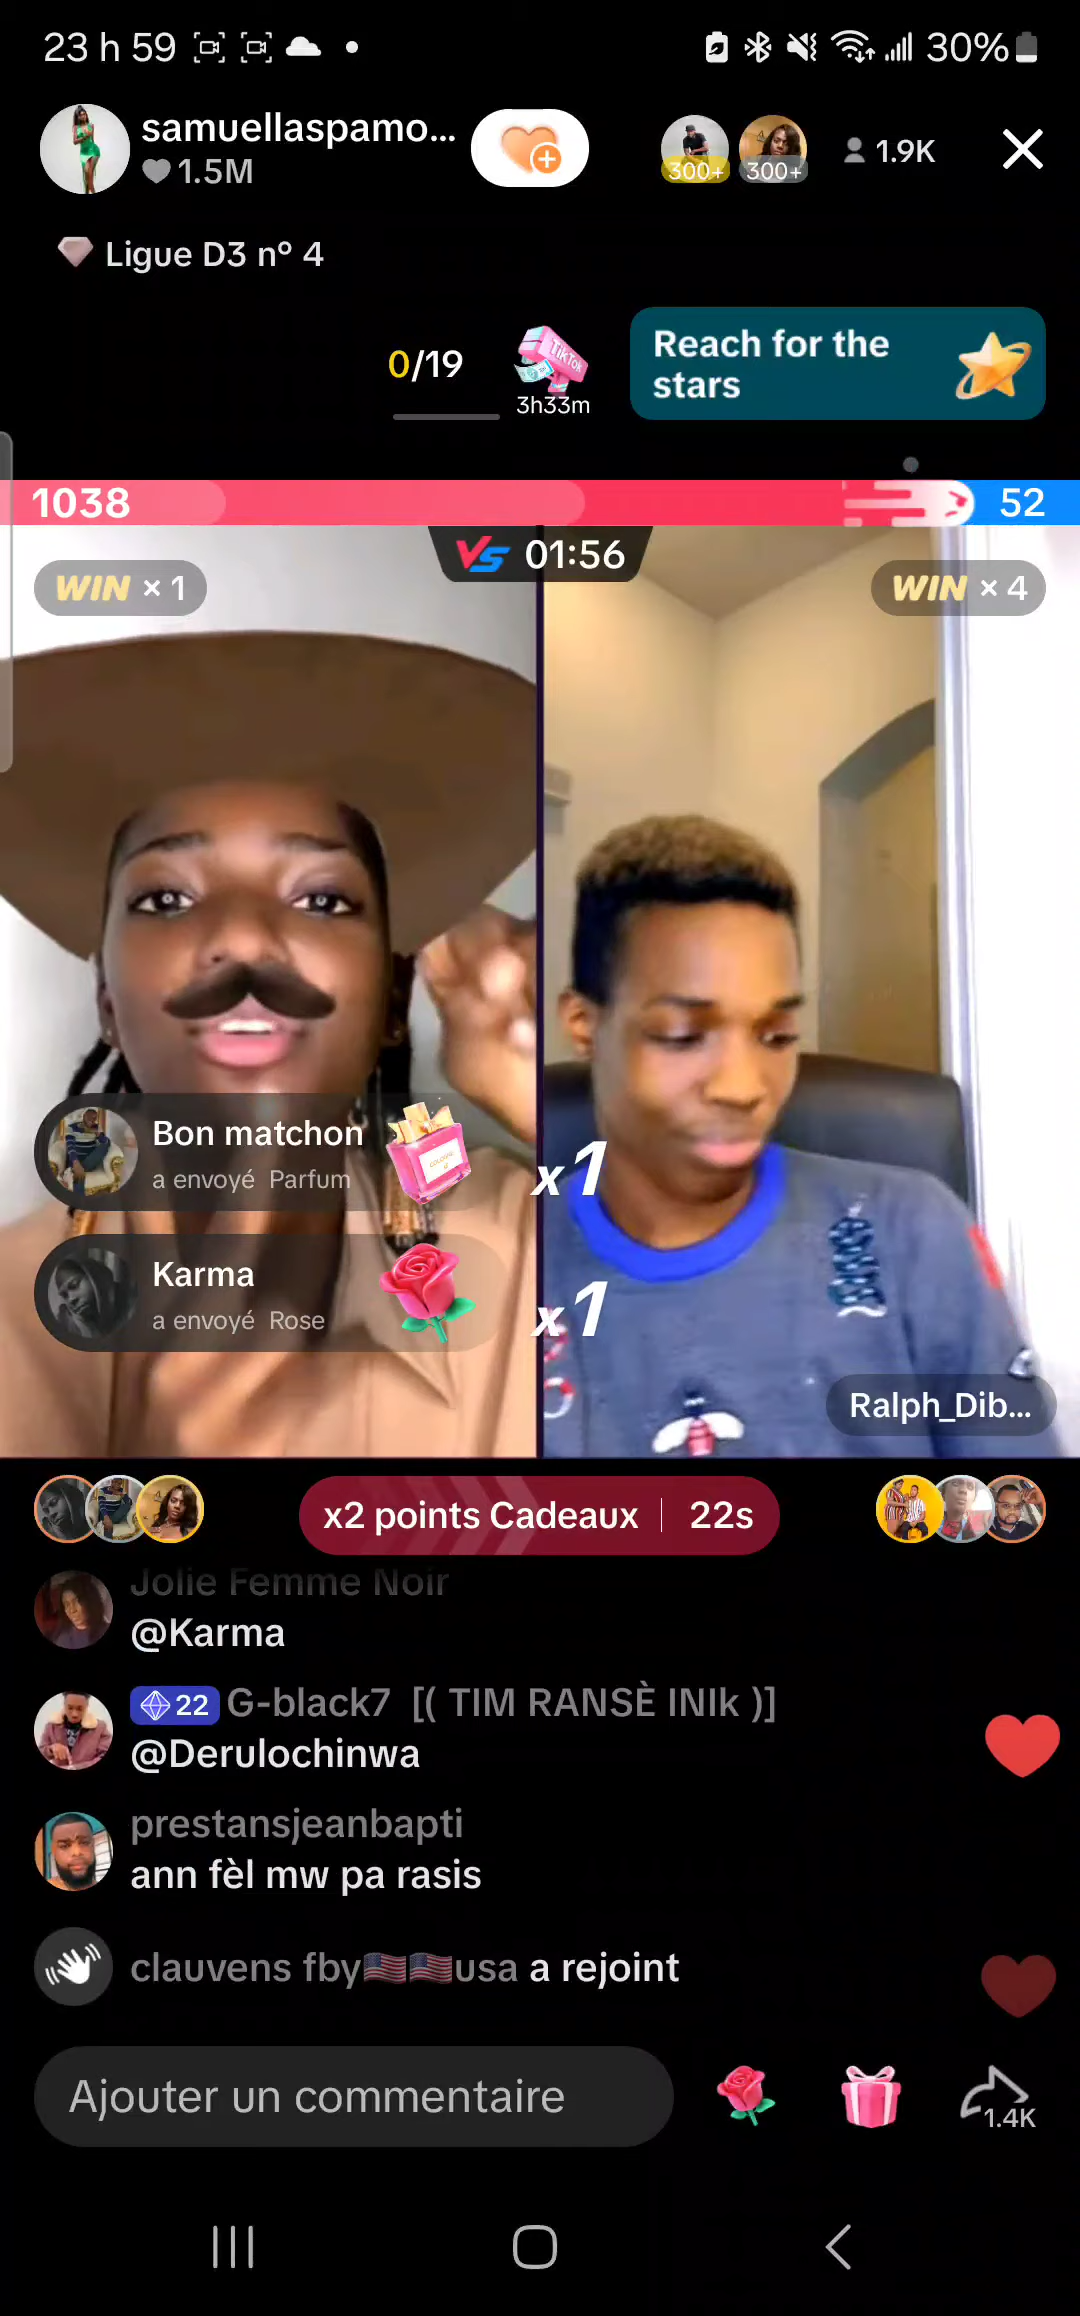 23 h 59
30%
samuellaspamo...
1.5M
300+
300+
1.9K
Ligue D3 nº 4
0/19
TikTok
3h33m
Reach for the
stars
1038
52
VS 01:56
WIN × 1
WIN × 4
Bon matchon
a envoyé Parfum
x1
Karma
a envoyé Rose
x1
Ralph_Dib...
x2 points Cadeaux | 22s
Jolie Femme Noir
@Karma
22 G-black7 [( TIM RANSÈ INIk )]
@Derulochinwa
prestansjeanbapti
ann fèl mw pa rasis
clauvens fby🇺🇸🇺🇸usa a rejoint
Ajouter un commentaire
1.4K